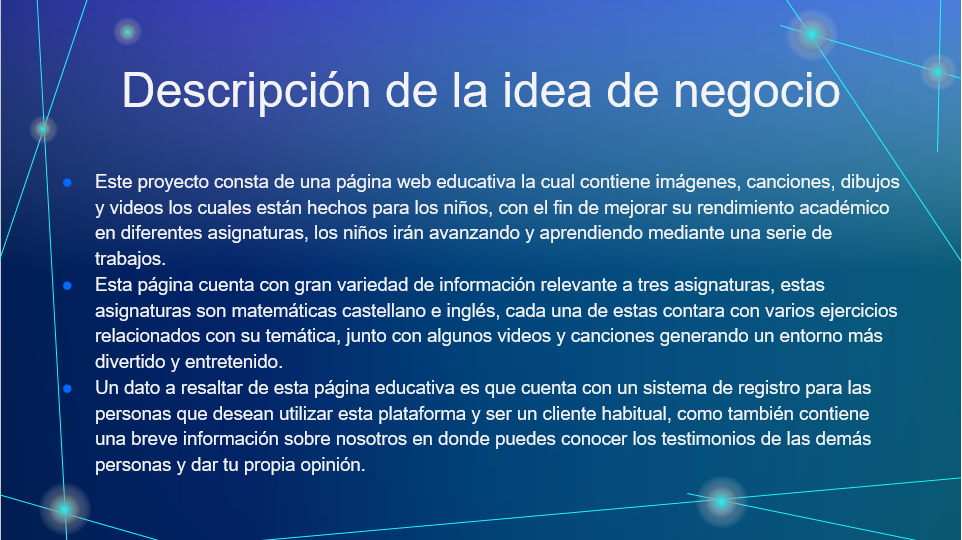 Descripción de la idea de negocio
● Este proyecto consta de una página web educativa la cual contiene imágenes, canciones, dibujos
y videos los cuales están hechos para los niños, con el fin de mejorar su rendimiento académico
en diferentes asignaturas, los niños irán avanzando y aprendiendo mediante una serie de
trabajos.
● Esta página cuenta con gran variedad de información relevante a tres asignaturas, estas
asignaturas son matemáticas castellano e inglés, cada una de estas contara con varios ejercicios
relacionados con su temática, junto con algunos videos y canciones generando un entorno más
divertido y entretenido.
● Un dato a resaltar de esta página educativa es que cuenta con un sistema de registro para las
personas que desean utilizar esta plataforma y ser un cliente habitual, como también contiene
una breve información sobre nosotros en donde puedes conocer los testimonios de las demás
personas y dar tu propia opinión.